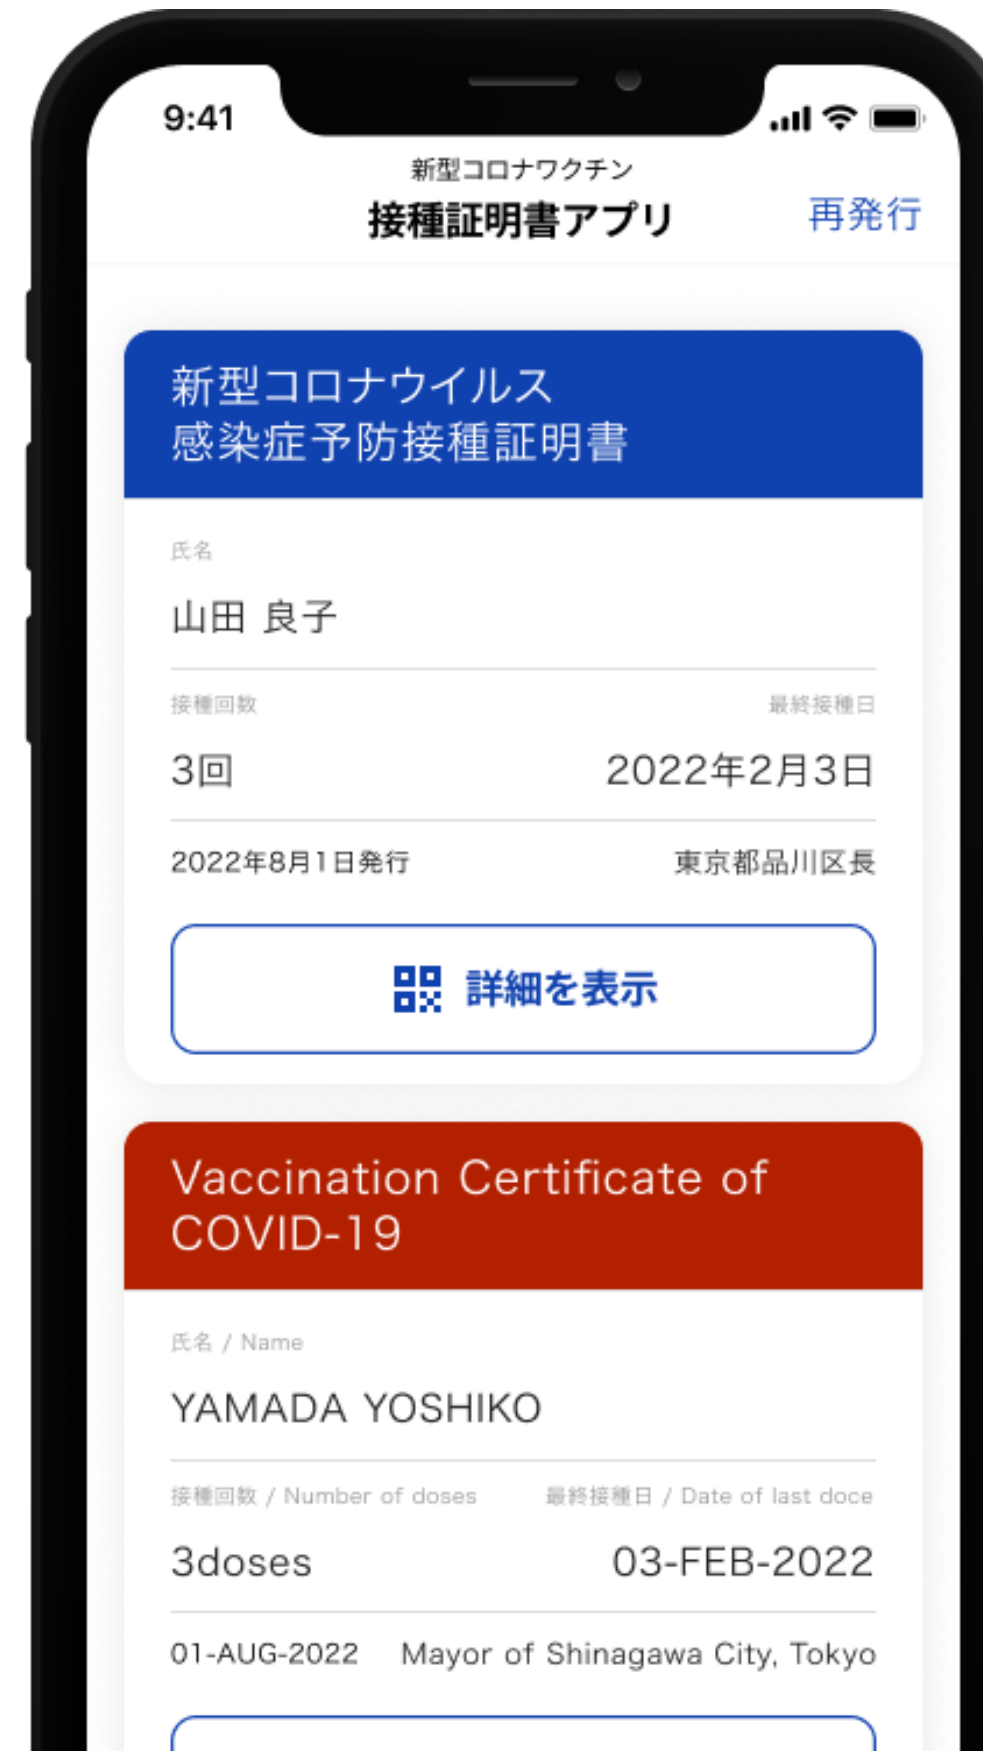 9:41
新型コロナワクチン
接種証明書アプリ
再発行
新型コロナウイルス
感染症予防接種証明書
氏名
山田 良子
接種回数 最終接種日
3回 2022年2月3日
2022年8月1日発行 東京都品川区長
詳細を表示
Vaccination Certificate of
COVID-19
氏名 / Name
YAMADA YOSHIKO
接種回数 / Number of doses 最終接種日 / Date of last doce
3doses 03-FEB-2022
01-AUG-2022 Mayor of Shinagawa City, Tokyo